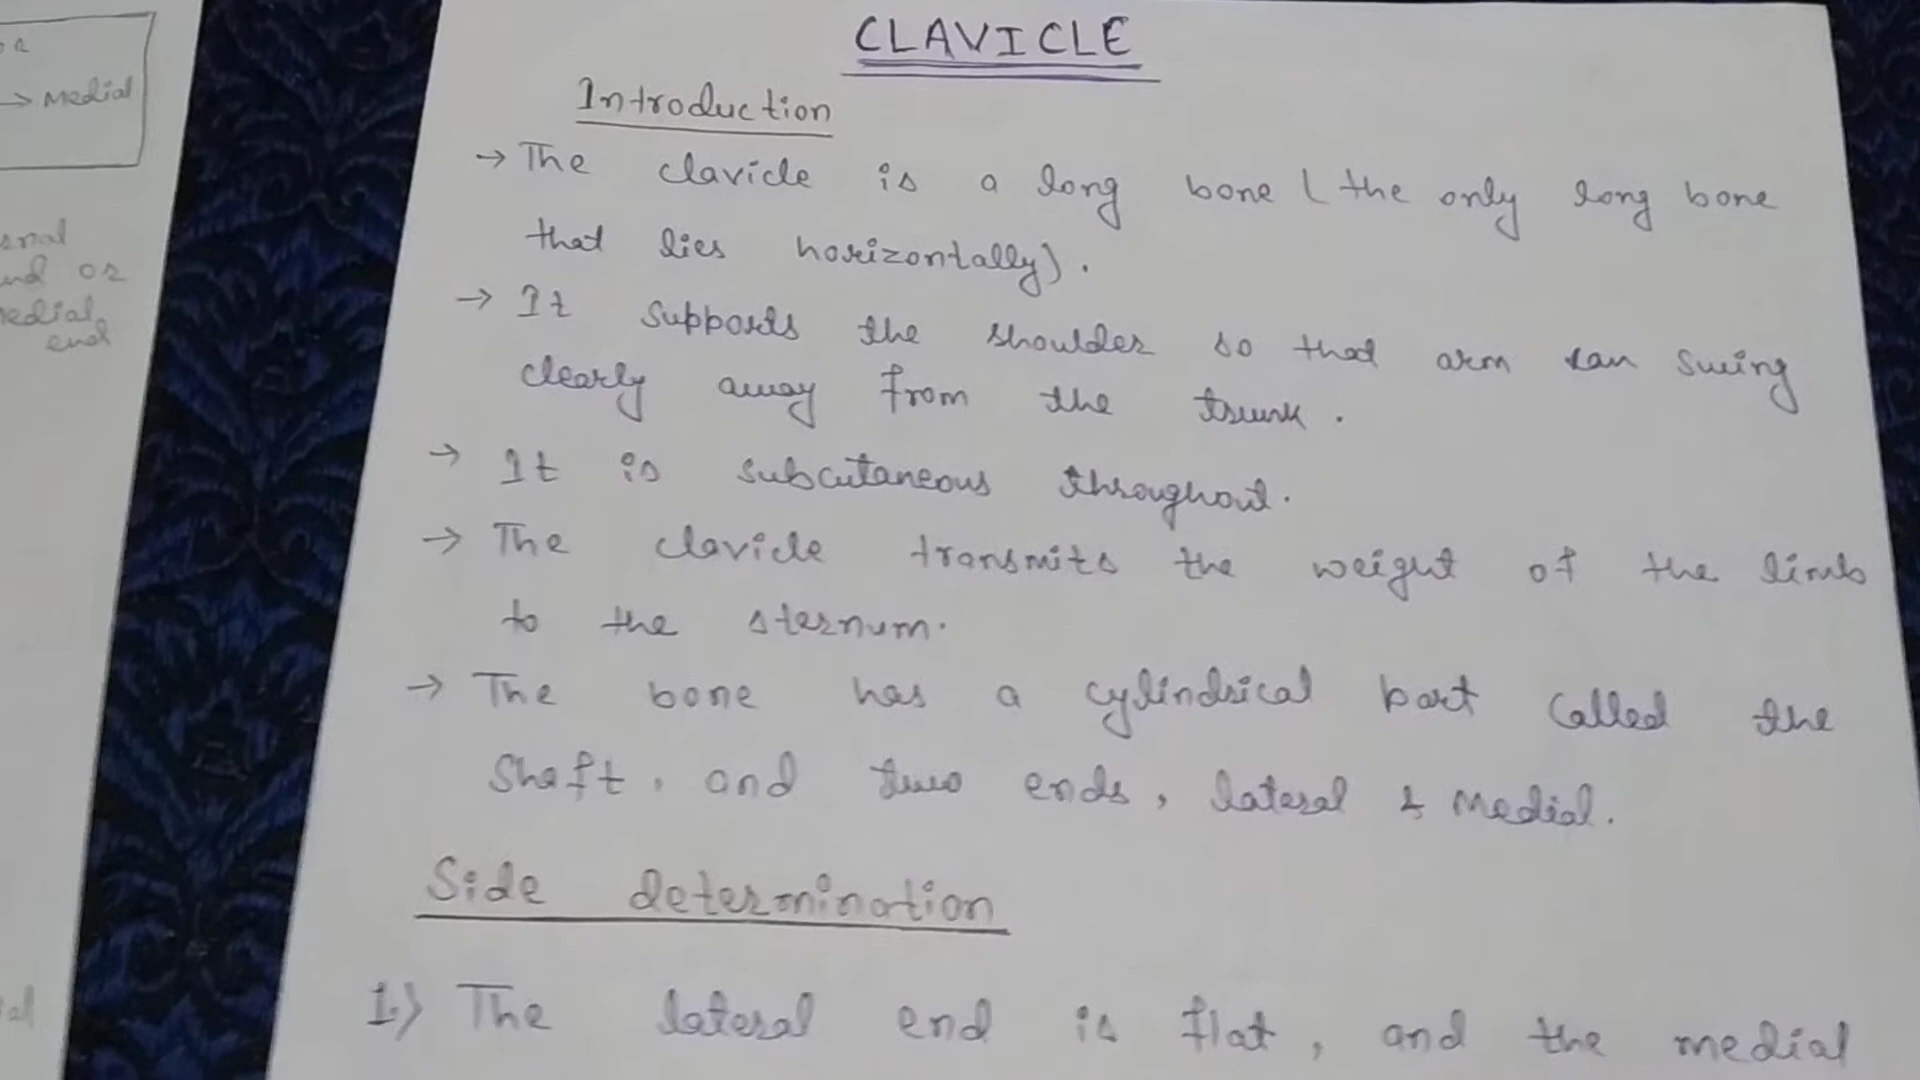 CLAVICLE
Introduction
→ The clavicle is a long bone (the only long bone
that lies horizontally).
→ It supports the shoulder so that arm can swing
clearly away from the trunk.
→ It is subcutaneous throughout.
→ The clavicle transmits the weight of the limb
to the sternum.
→ The bone has a cylindrical part called the
shaft, and two ends, lateral & medial.
Side determination
1.) The lateral end is flat, and the medial
→ Medial
or
end